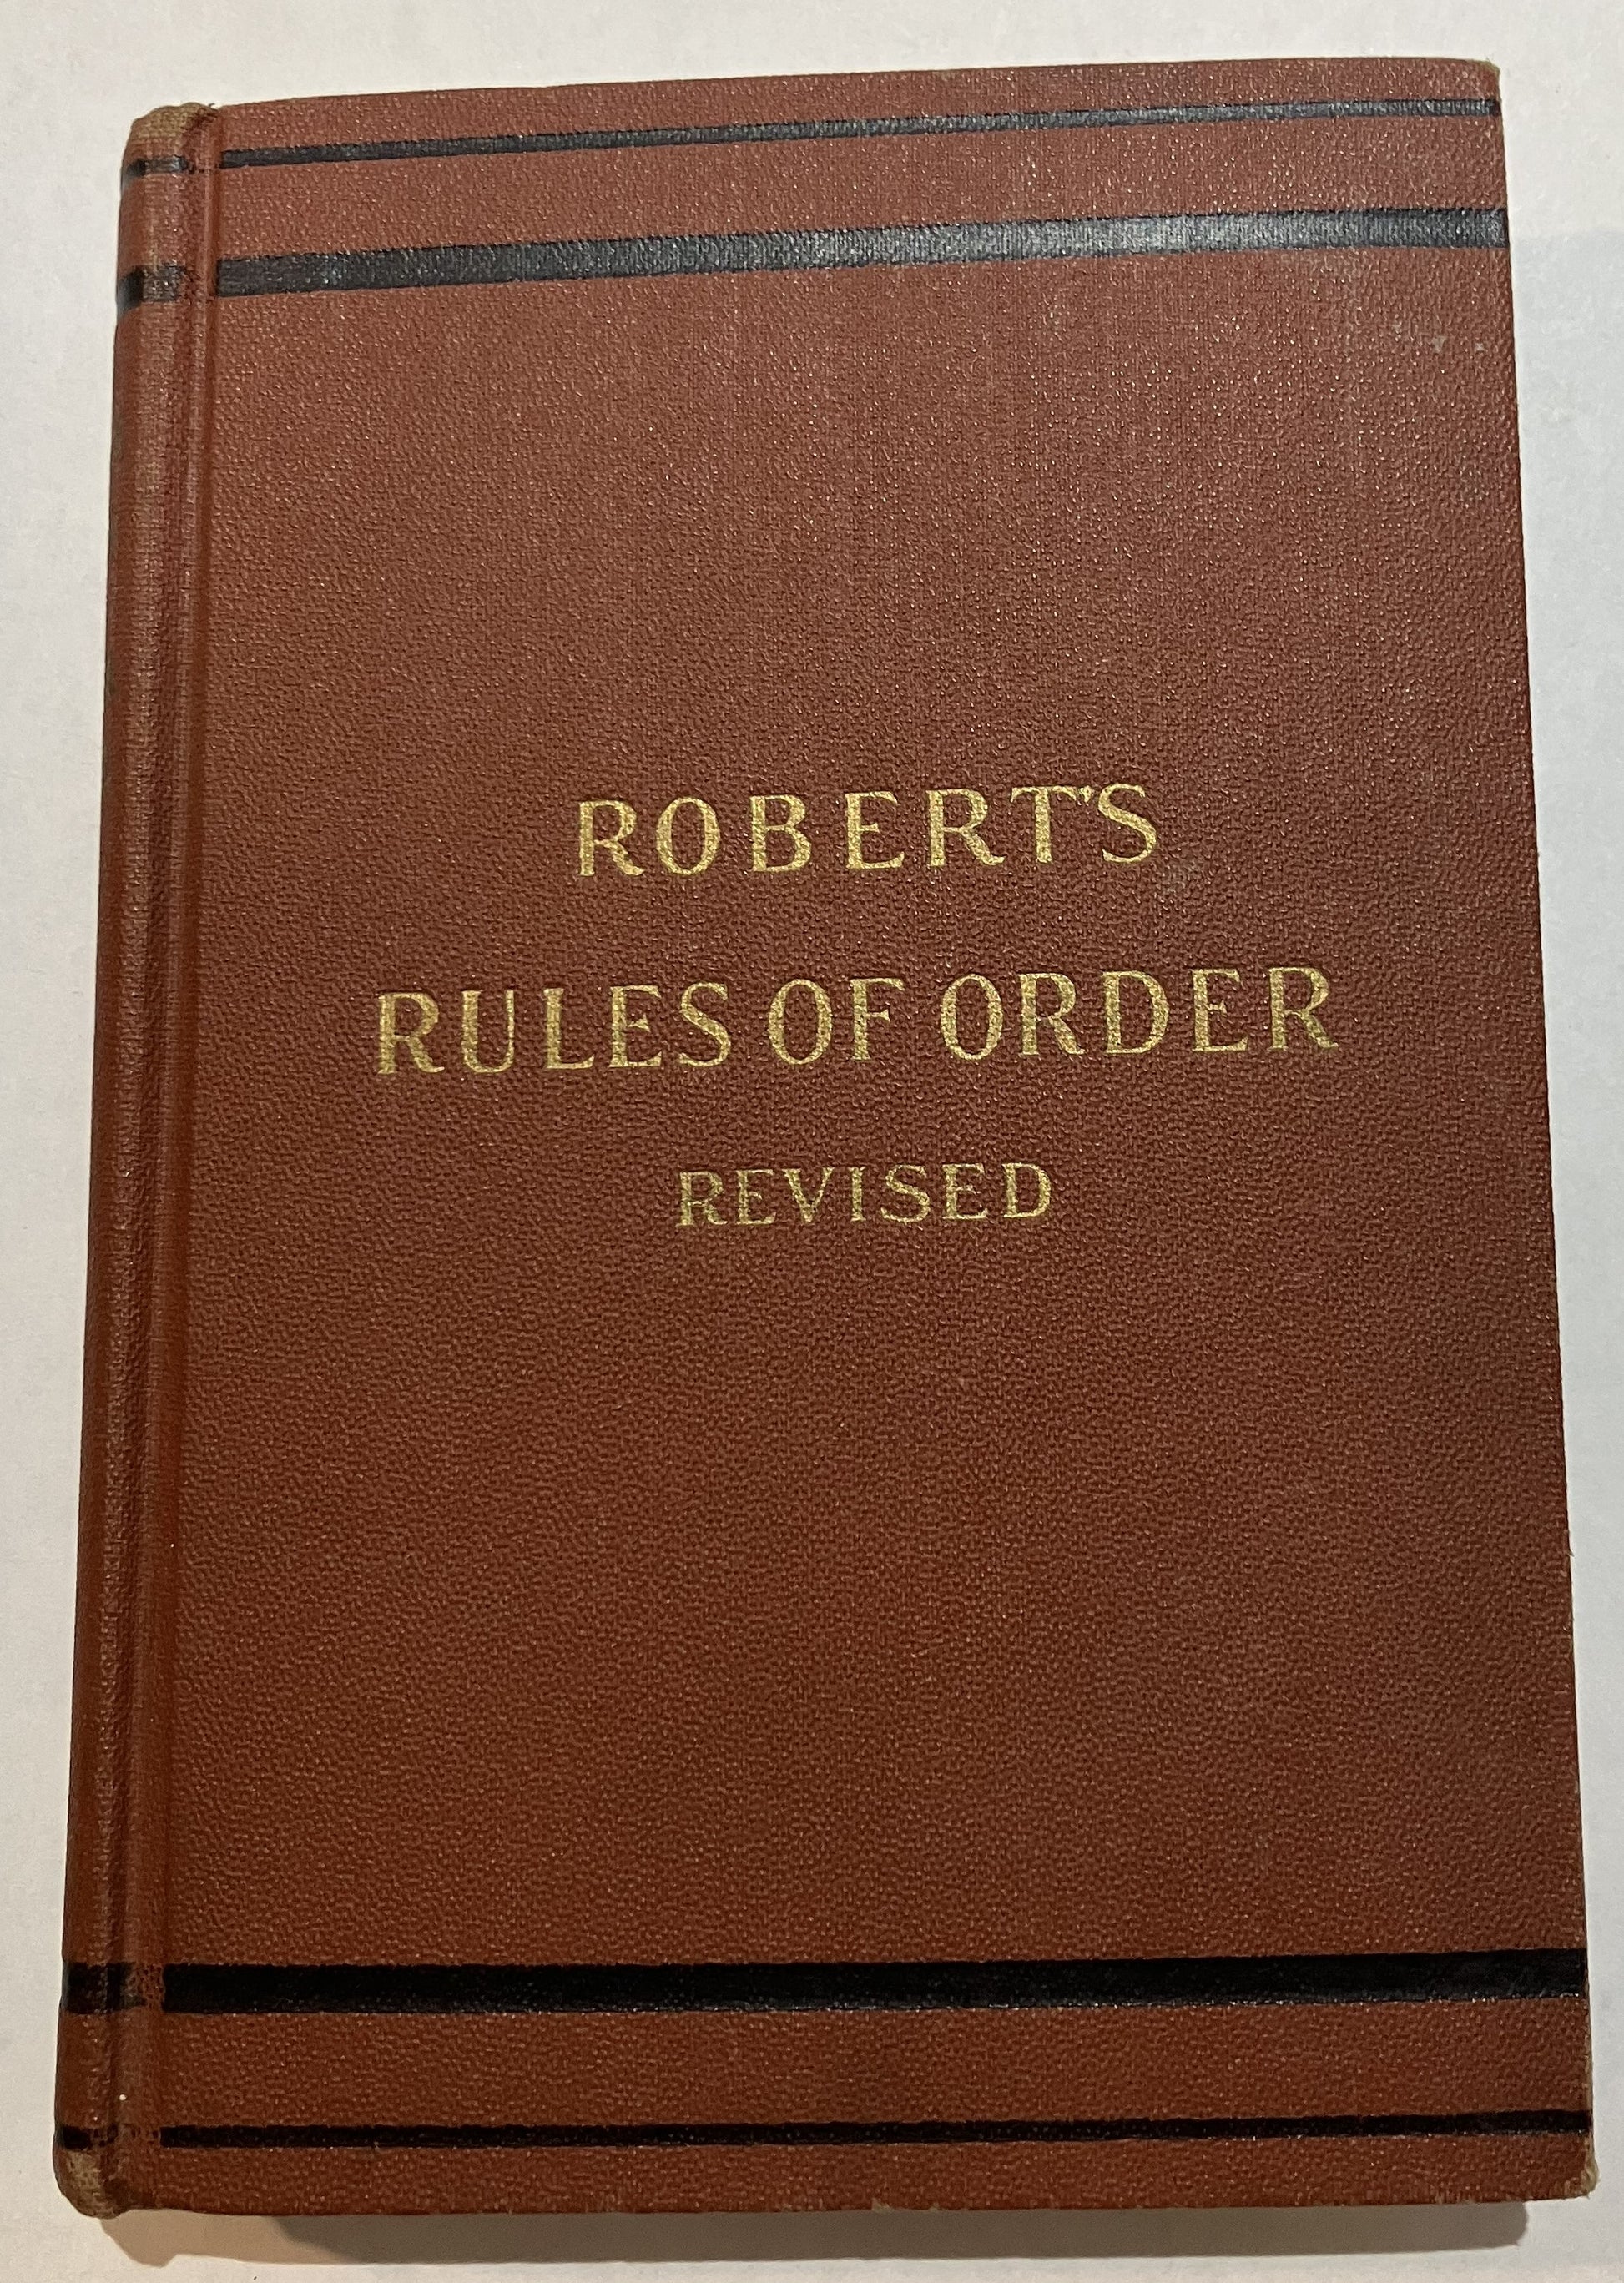 ROBERT'S
RULES OF ORDER
REVISED